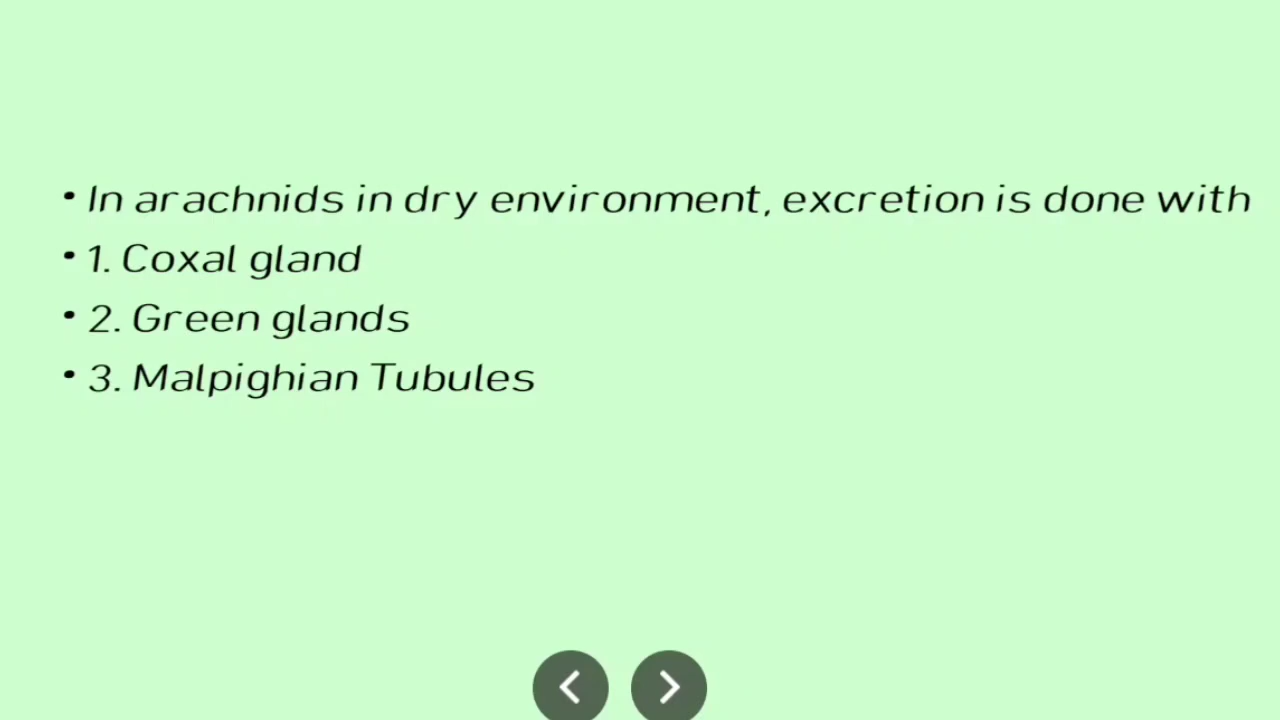 • In arachnids in dry environment, excretion is done with
• 1. Coxal gland
• 2. Green glands
• 3. Malpighian Tubules